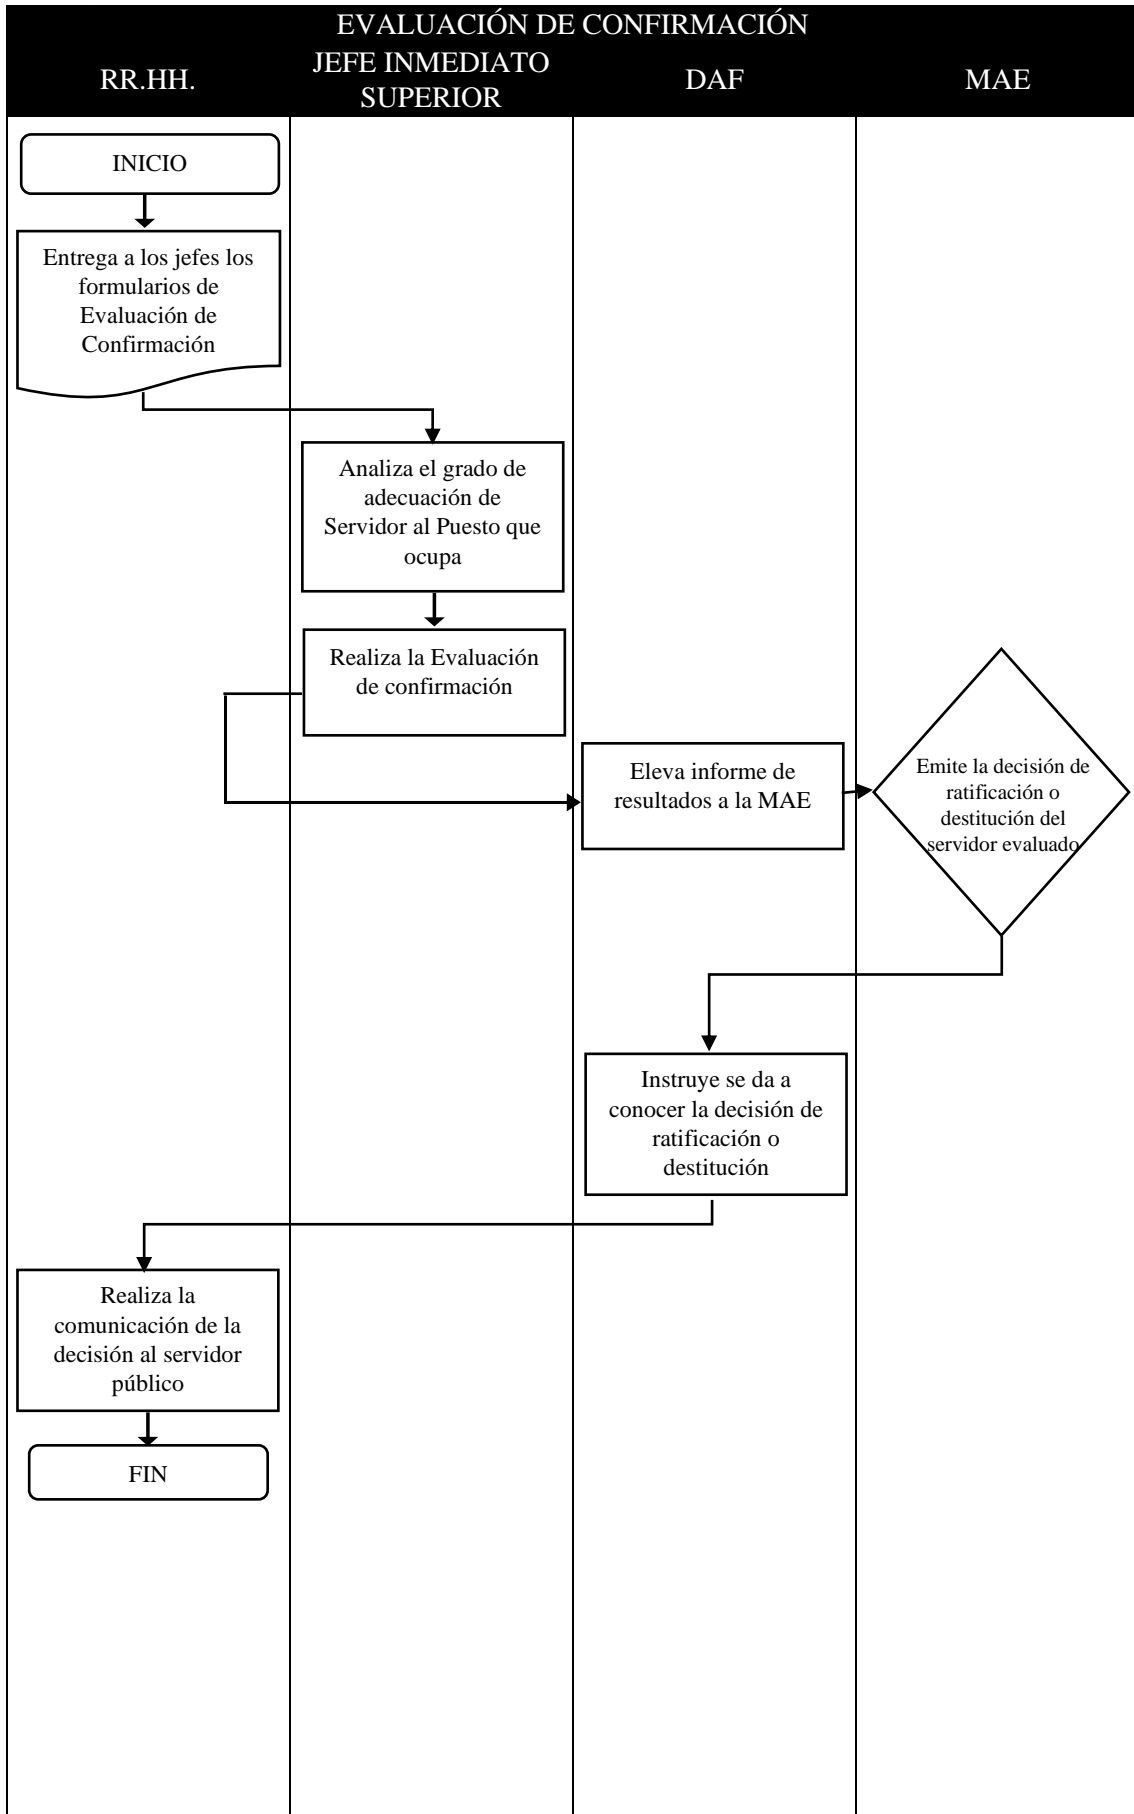 EVALUACIÓN DE CONFIRMACIÓN
RR.HH.
JEFE INMEDIATO
SUPERIOR
DAF
MAE
INICIO
Entrega a los jefes los
formularios de
Evaluación de
Confirmación
Analiza el grado de
adecuación de
Servidor al Puesto que
ocupa
Realiza la Evaluación
de confirmación
Eleva informe de
resultados a la MAE
Emite la decisión de
ratificación o
destitución del
servidor evaluado
Instruye se da a
conocer la decisión de
ratificación o
destitución
Realiza la
comunicación de la
decisión al servidor
público
FIN